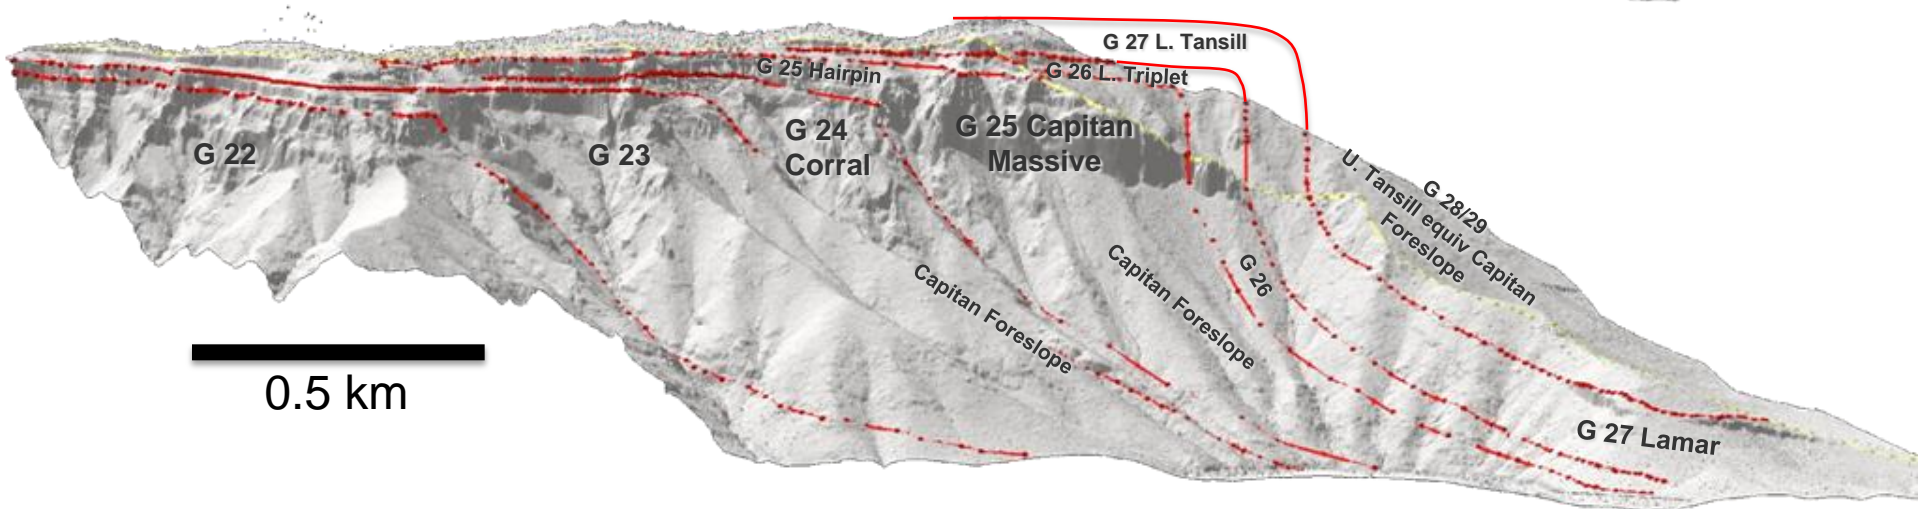 G 27 L. Tansill
G 26 L. Triplet
G 25 Hairpin
G 22
G 23
G 24
Corral
G 25 Capitan
Massive
G 28/29
U. Tansill equiv Capitan
Foreslope
Capitan Foreslope
Capitan Foreslope
G 26
G 27 Lamar
0.5 km